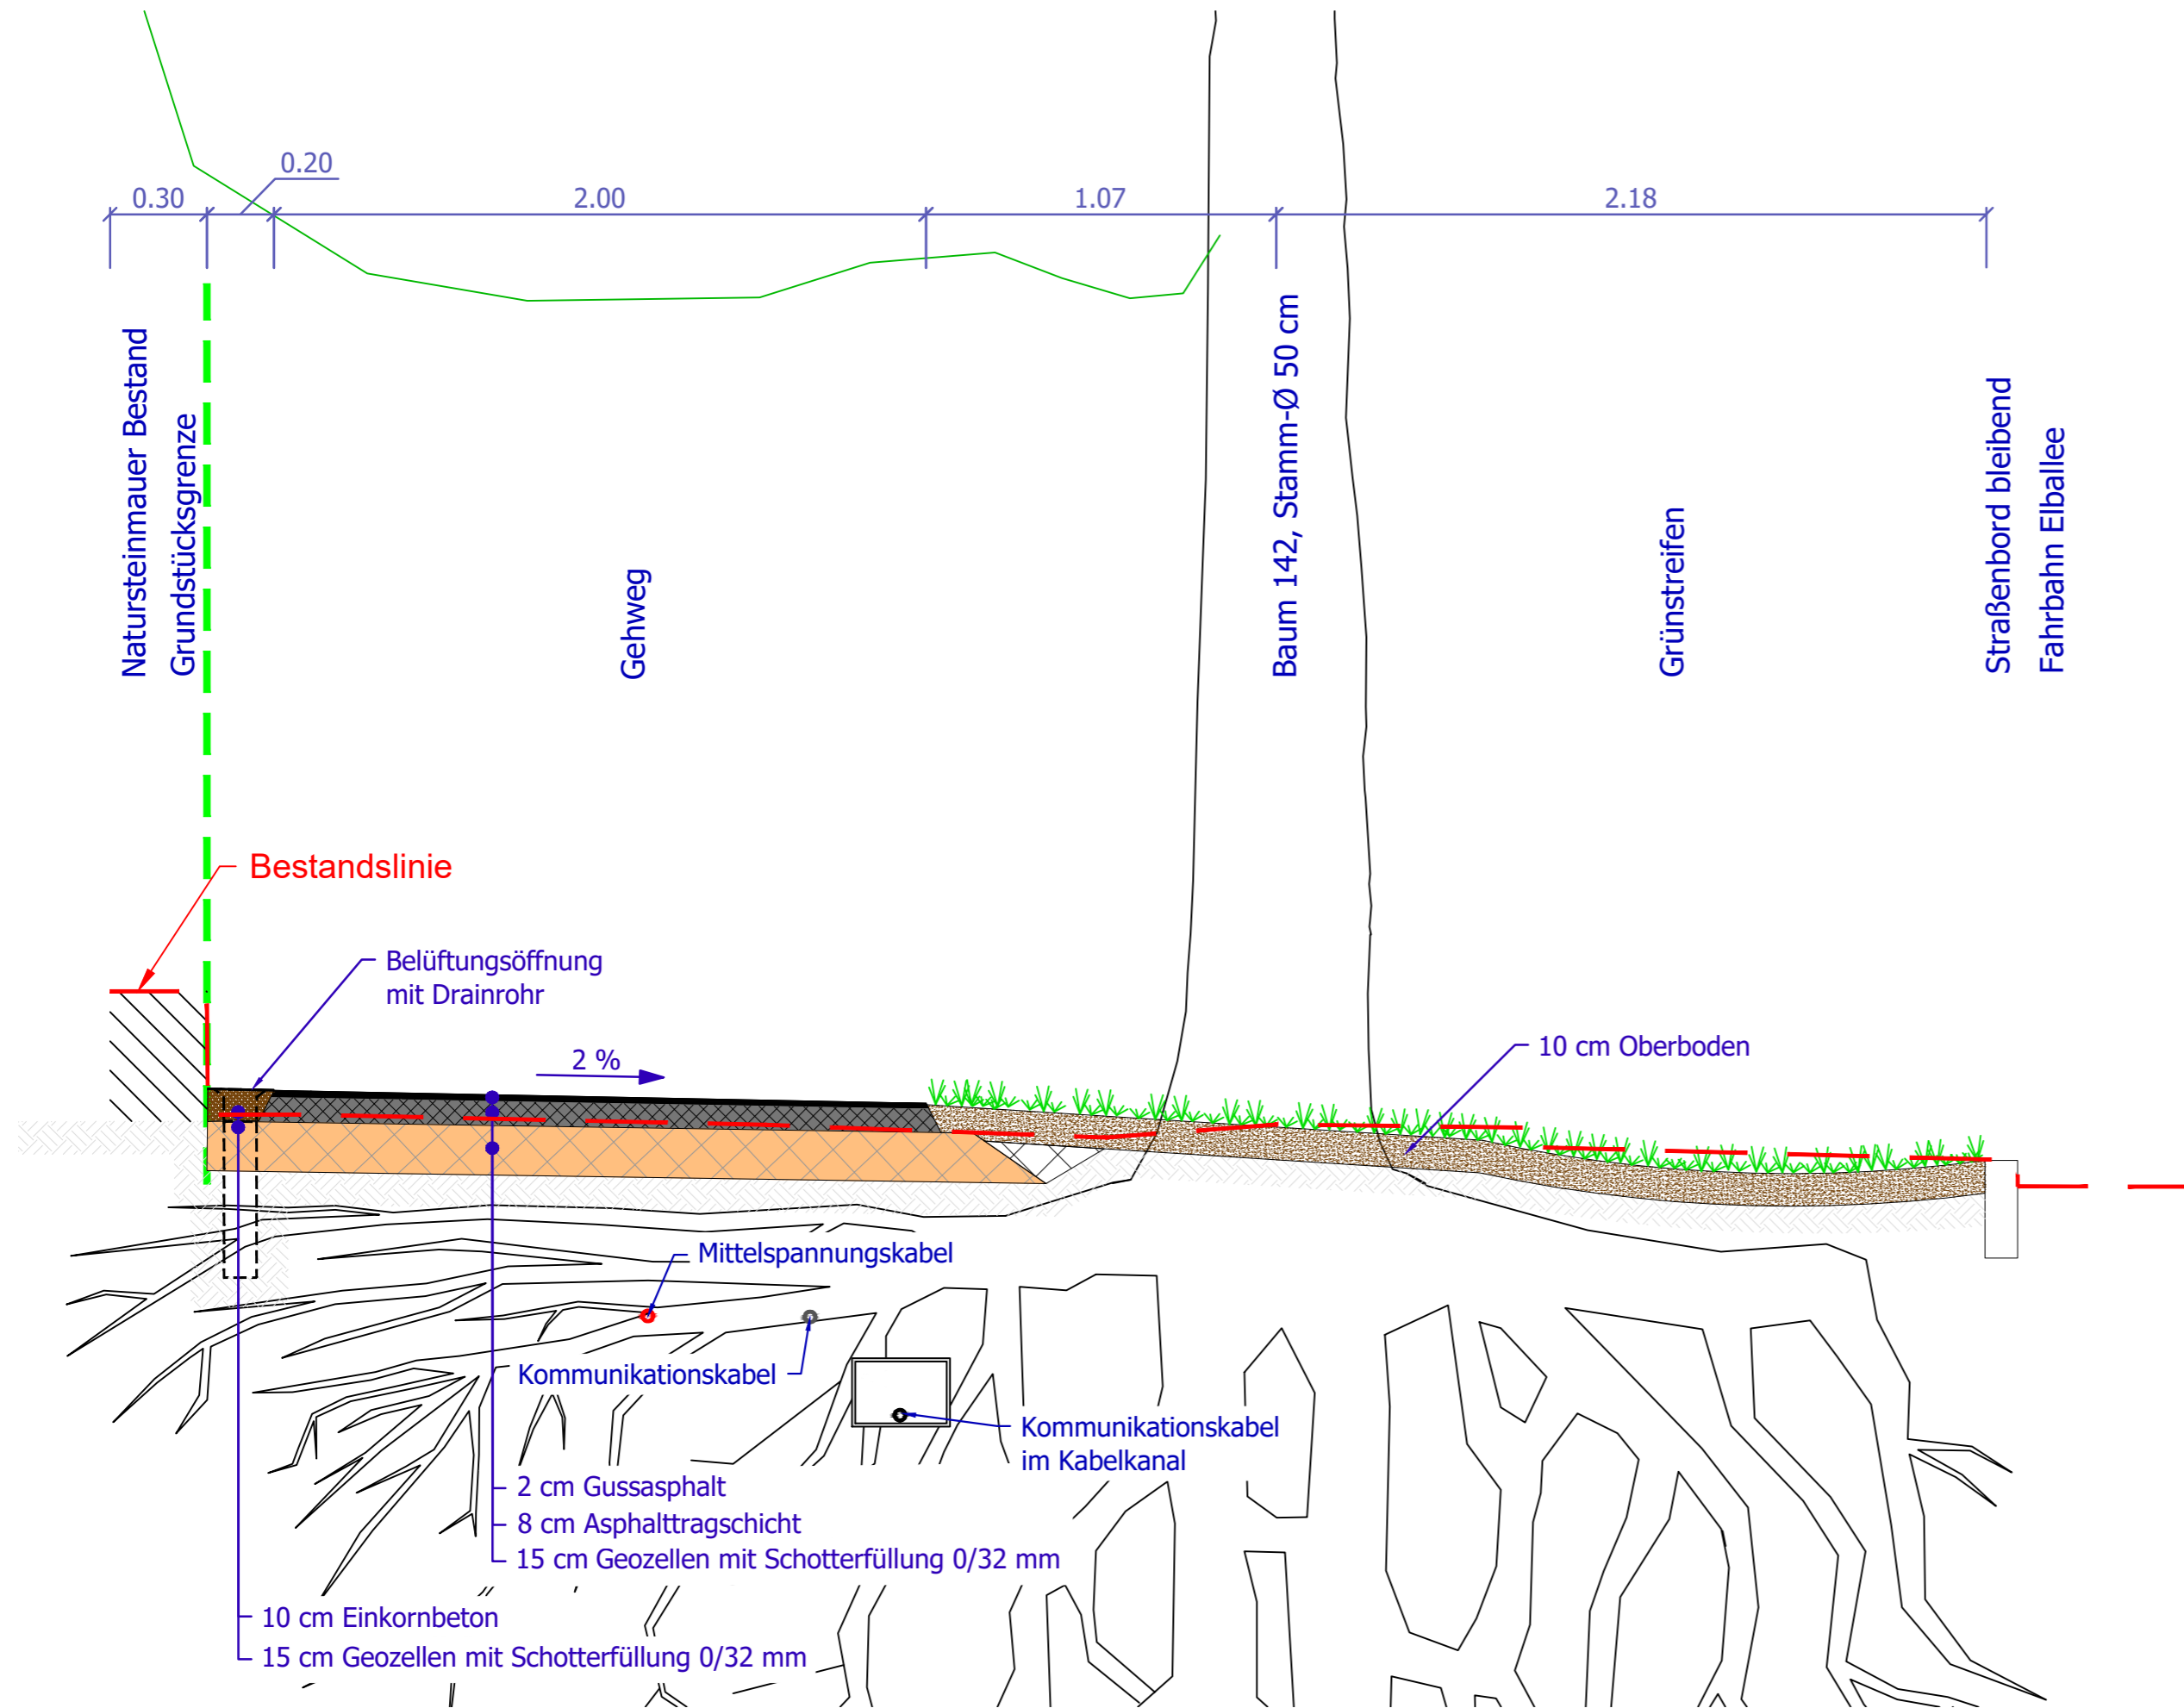 0.20
0.30
2.00
1.07
2.18
Natursteinmauer Bestand
Grundstücksgrenze
Gehweg
Baum 142, Stamm-Ø 50 cm
Grünstreifen
Straßenbord bleibend
Fahrbahn Elballee
Bestandslinie
Belüftungsöffnung
mit Drainrohr
2 %
10 cm Oberboden
Mittelspannungskabel
Kommunikationskabel
Kommunikationskabel
im Kabelkanal
2 cm Gussasphalt
8 cm Asphalttragschicht
15 cm Geozellen mit Schotterfüllung 0/32 mm
10 cm Einkornbeton
15 cm Geozellen mit Schotterfüllung 0/32 mm